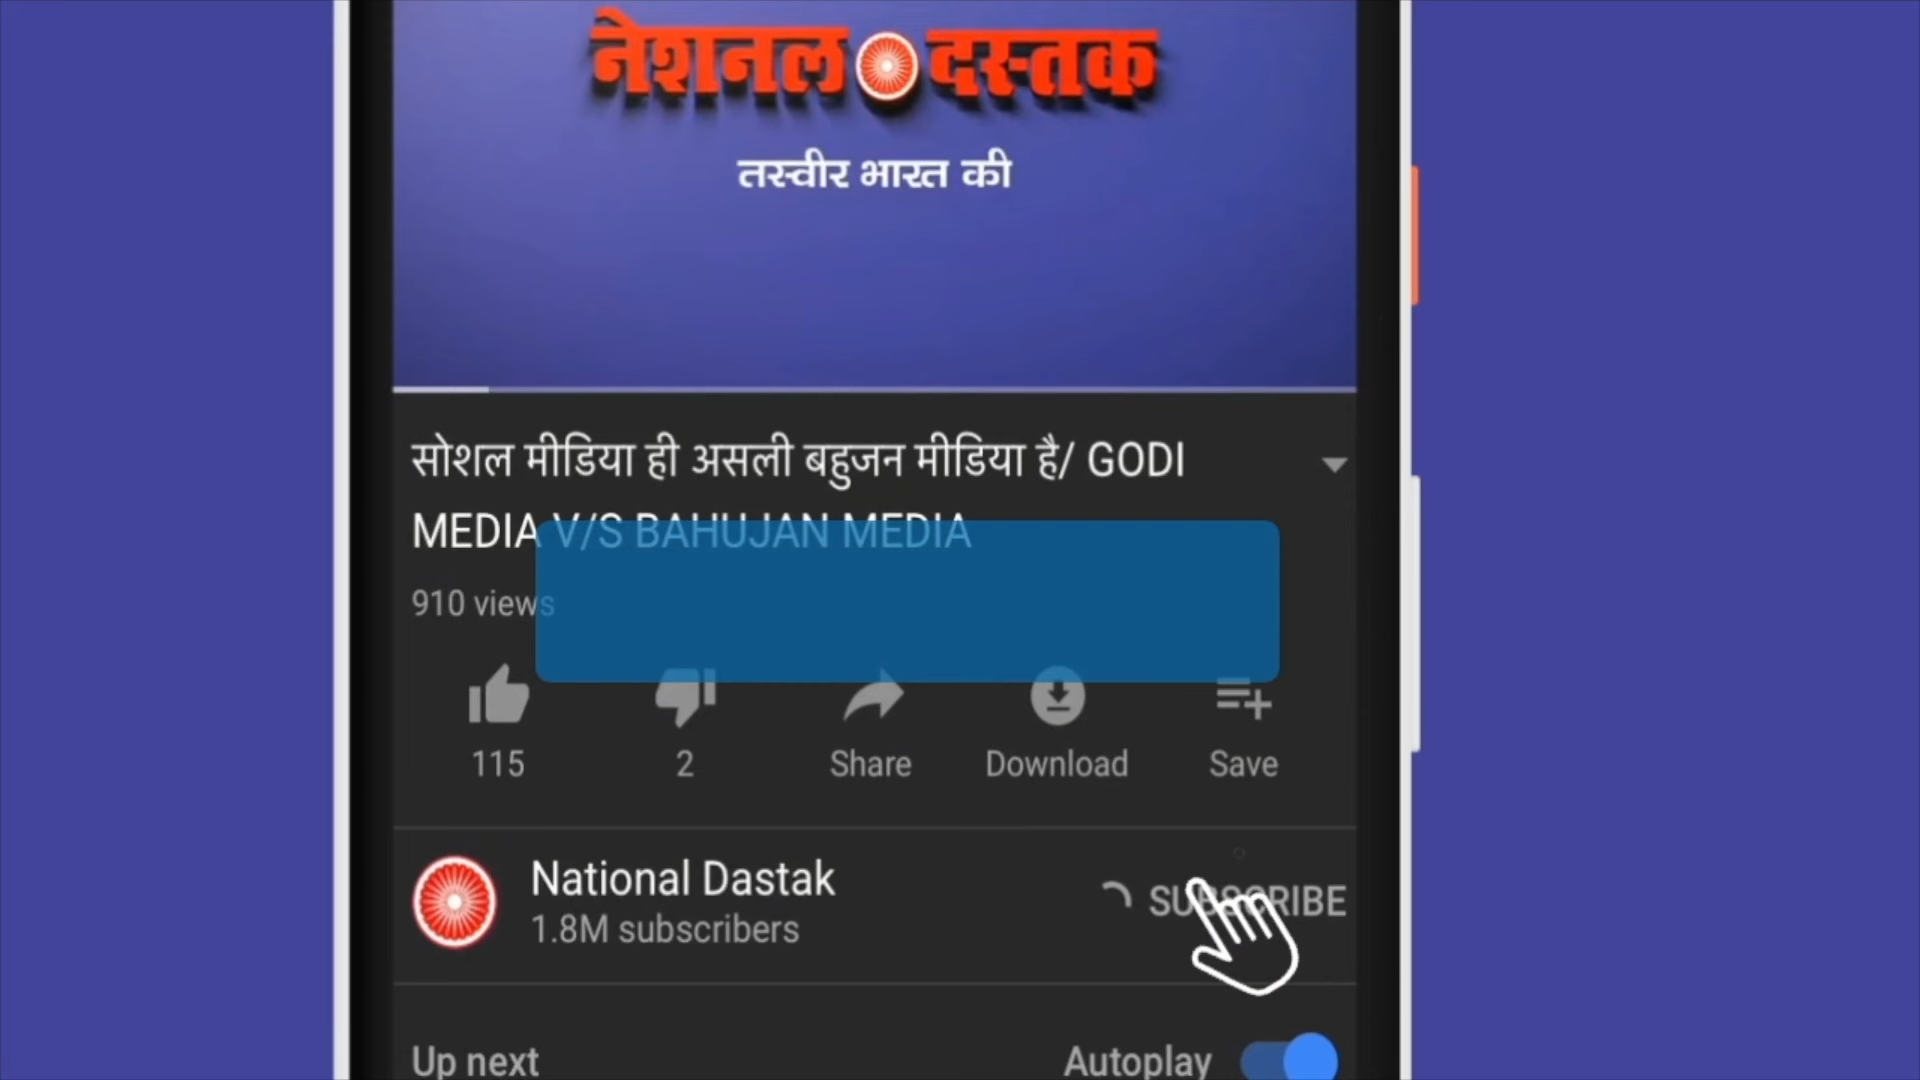 नेशनल दस्तक
तस्वीर भारत की
सोशल मीडिया ही असली बहुजन मीडिया है/ GODI
MEDIA V/S BAHUJAN MEDIA
910 views
115
2
Share
Download
Save
National Dastak
1.8M subscribers
SUBSCRIBE
Up next
Autoplay